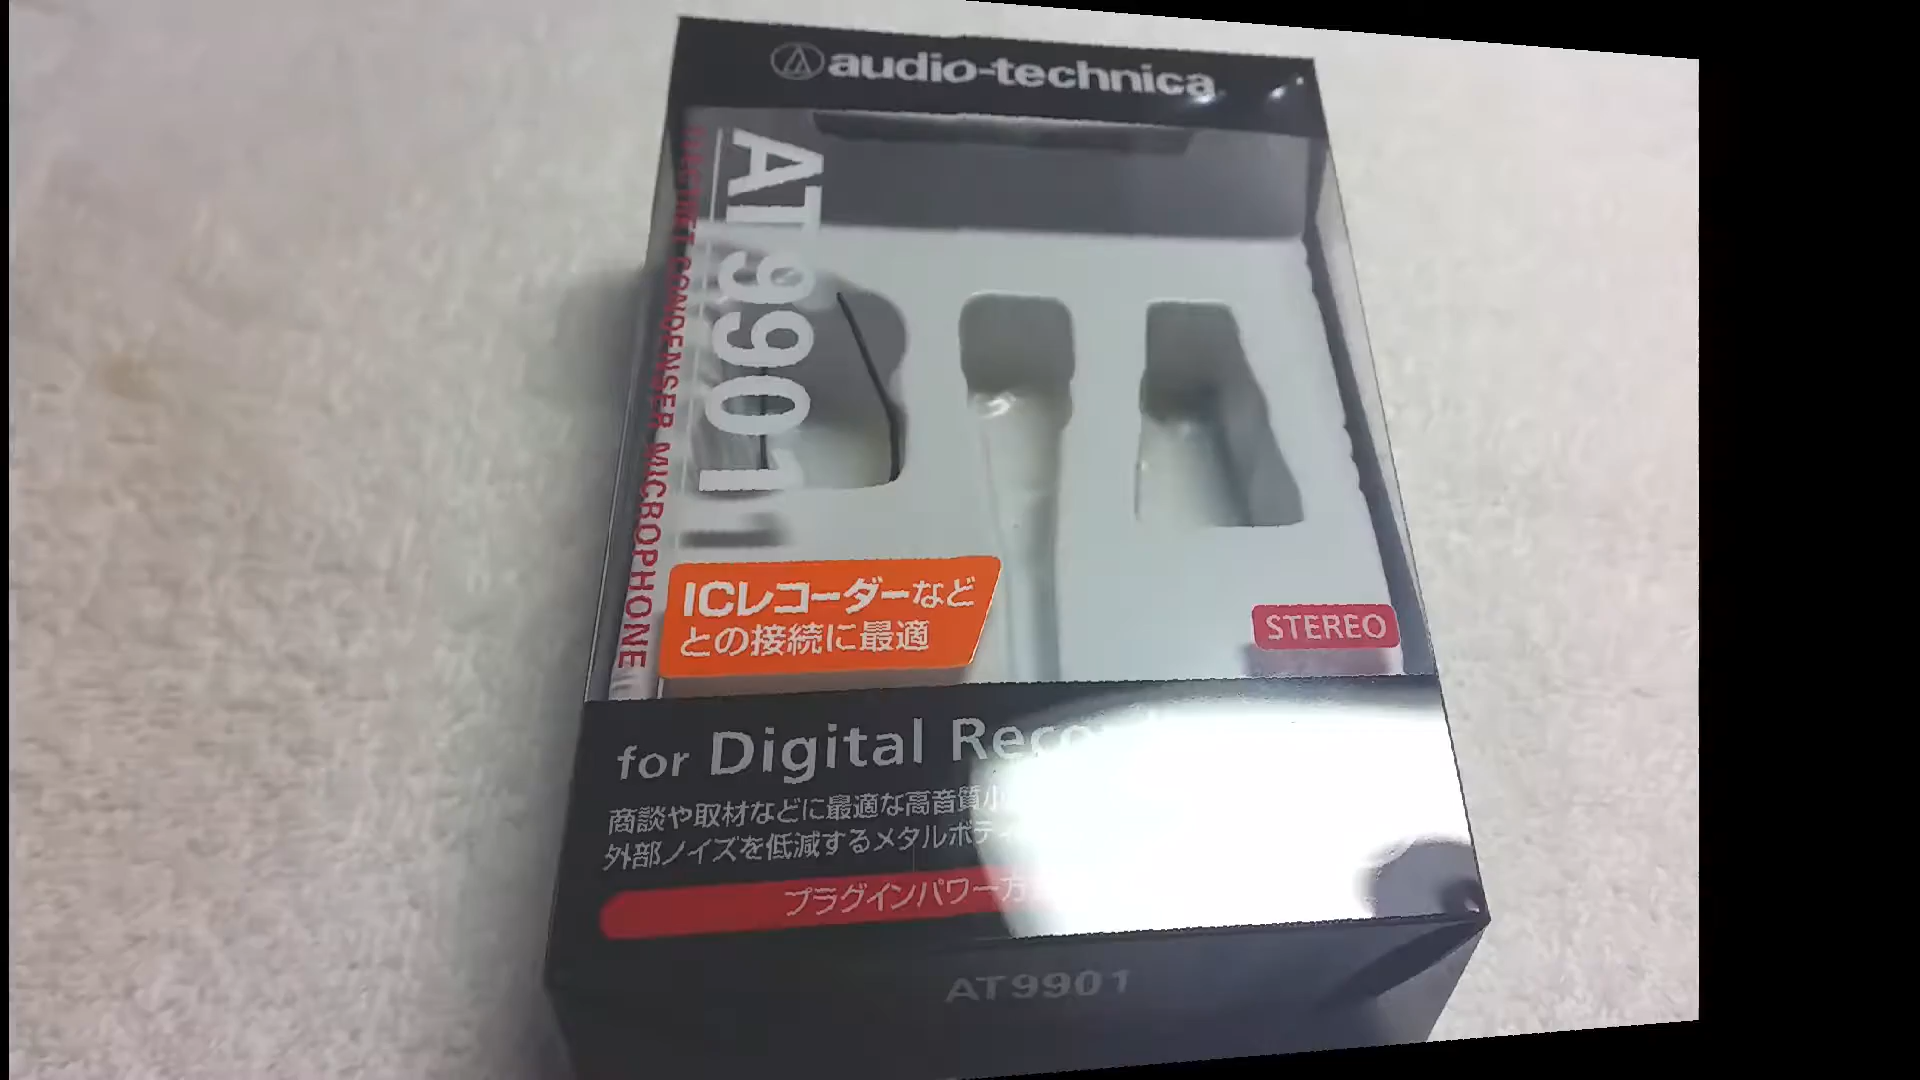 audio-technica
AT9901
ELECTRET CONDENSER MICROPHONE
ICレコーダーなど
との接続に最適
STEREO
for Digital
商談や取材などに最適な高音質
外部ノイズを低減するメタルボディ
プラグインパワー方
AT9901